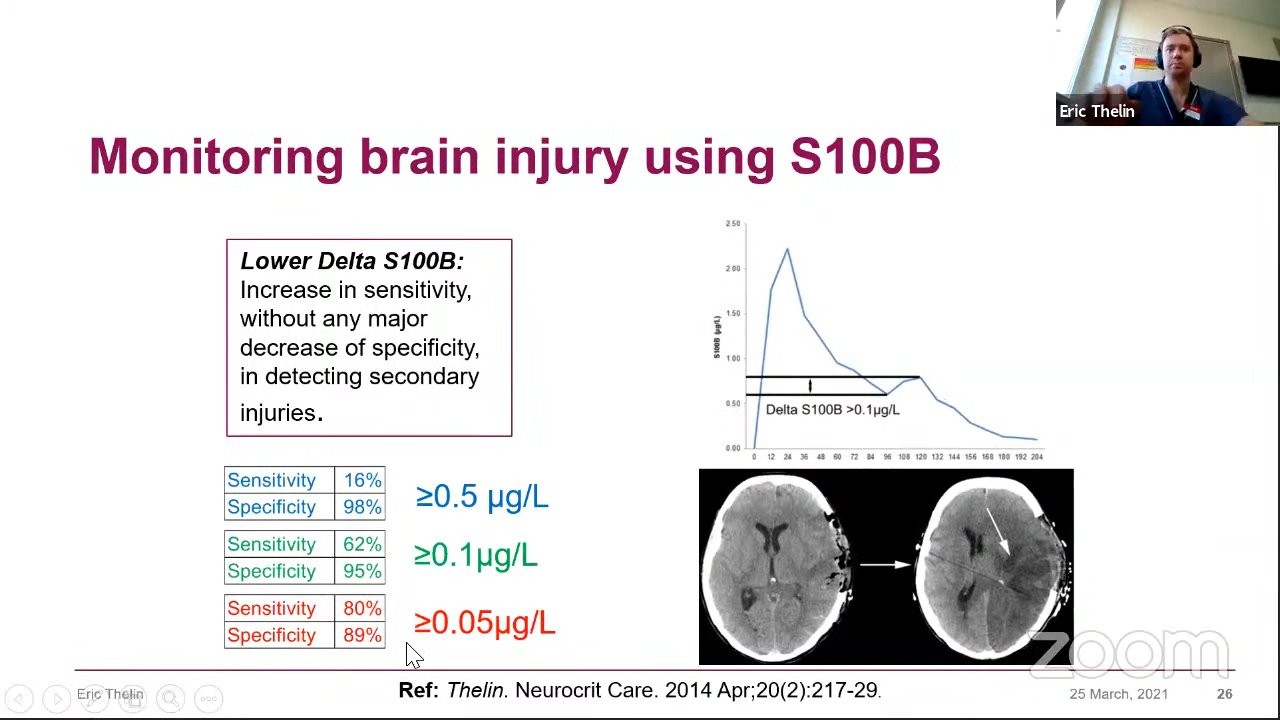 Eric Thelin
Monitoring brain injury using S100B
Lower Delta S100B:
Increase in sensitivity,
without any major
decrease of specificity,
in detecting secondary
injuries.
Sensitivity 16%
Specificity 98%
≥0.5 µg/L
Sensitivity 62%
Specificity 95%
≥0.1µg/L
Sensitivity 80%
Specificity 89%
≥0.05µg/L
2.50
2.00
1.50
1.00
0.50
0.00
S100B (µg/L)
Delta S100B >0.1µg/L
0 12 24 36 48 60 72 84 96 108 120 132 144 156 168 180 192 204
zoom
Eric Thelin
Ref: Thelin. Neurocrit Care. 2014 Apr;20(2):217-29.
25 March, 2021
26